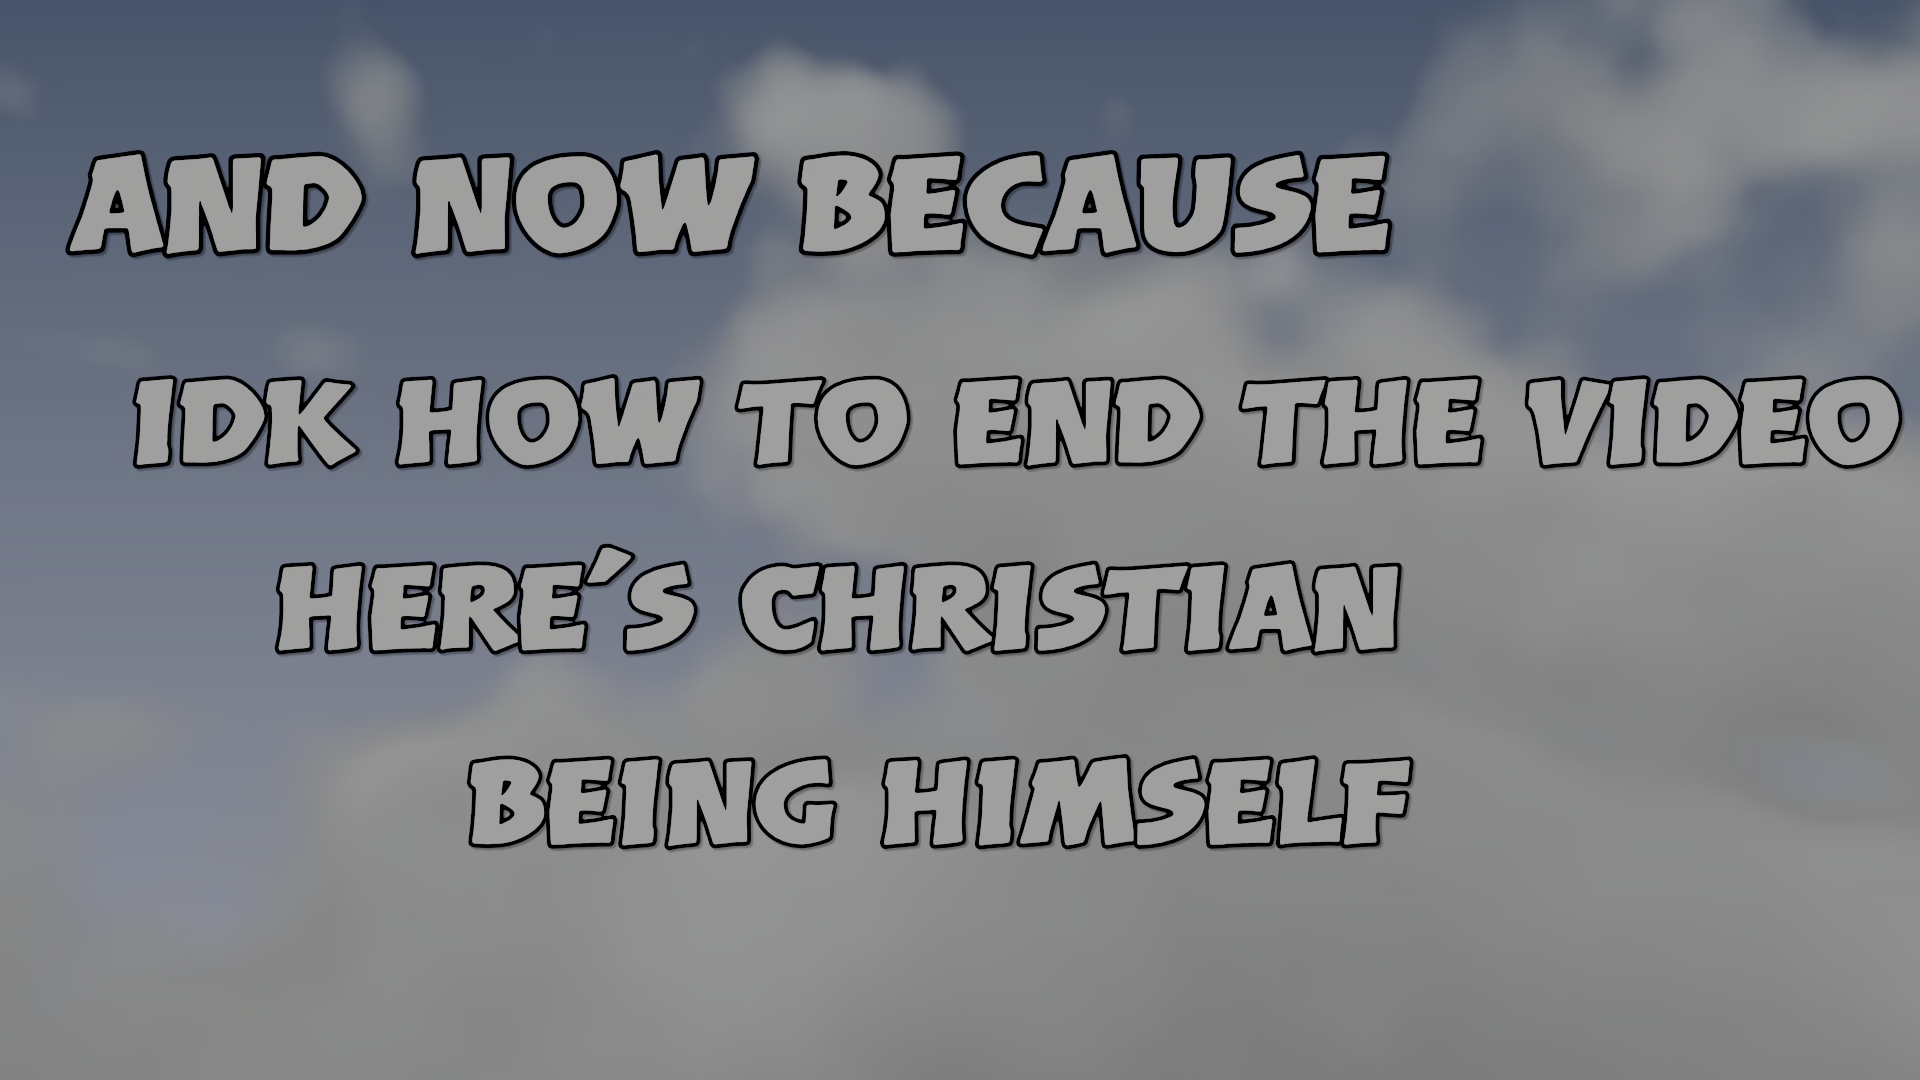 AND NOW BECAUSE
IDK HOW TO END THE VIDEO
HERE'S CHRISTIAN
BEING HIMSELF